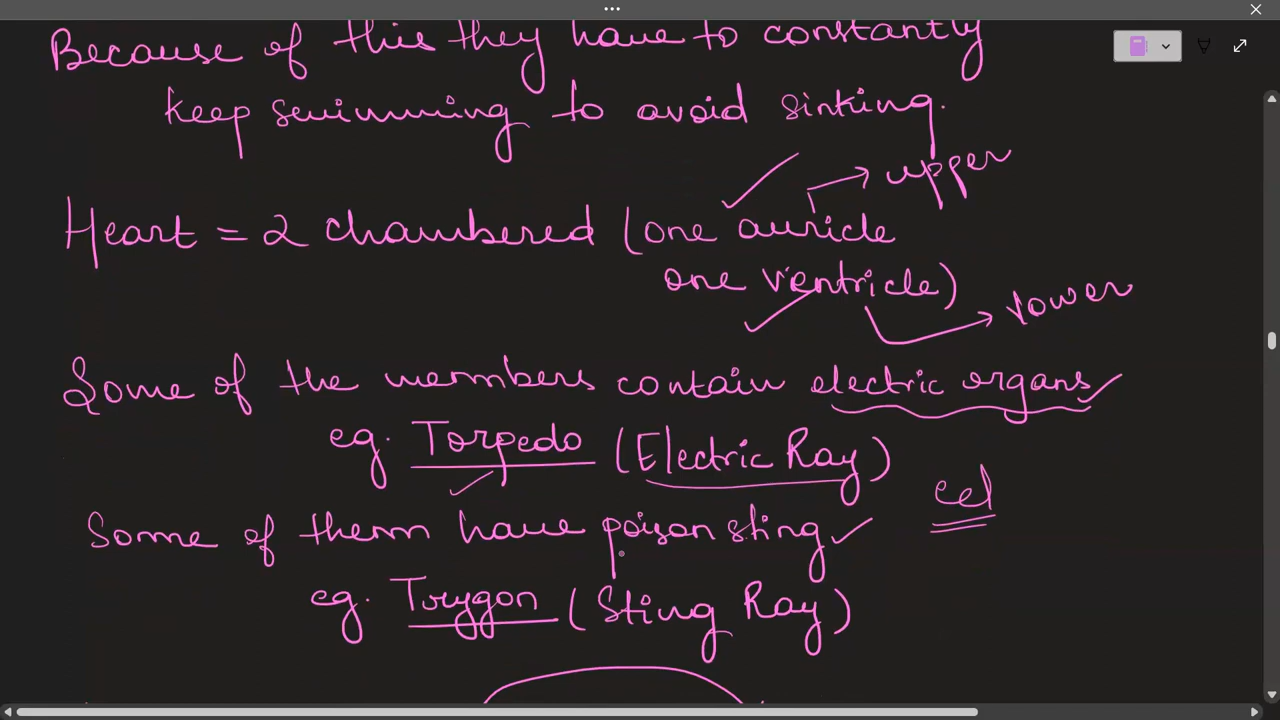 Because of this they have to constantly
keep swimming to avoid sinking.
upper
Heart = 2 chambered (one auricle
one ventricle)
lower
Some of the members contain electric organs
eg. Torpedo (Electric Ray)
eel
Some of them have poison sting
eg. Trygon (Sting Ray)